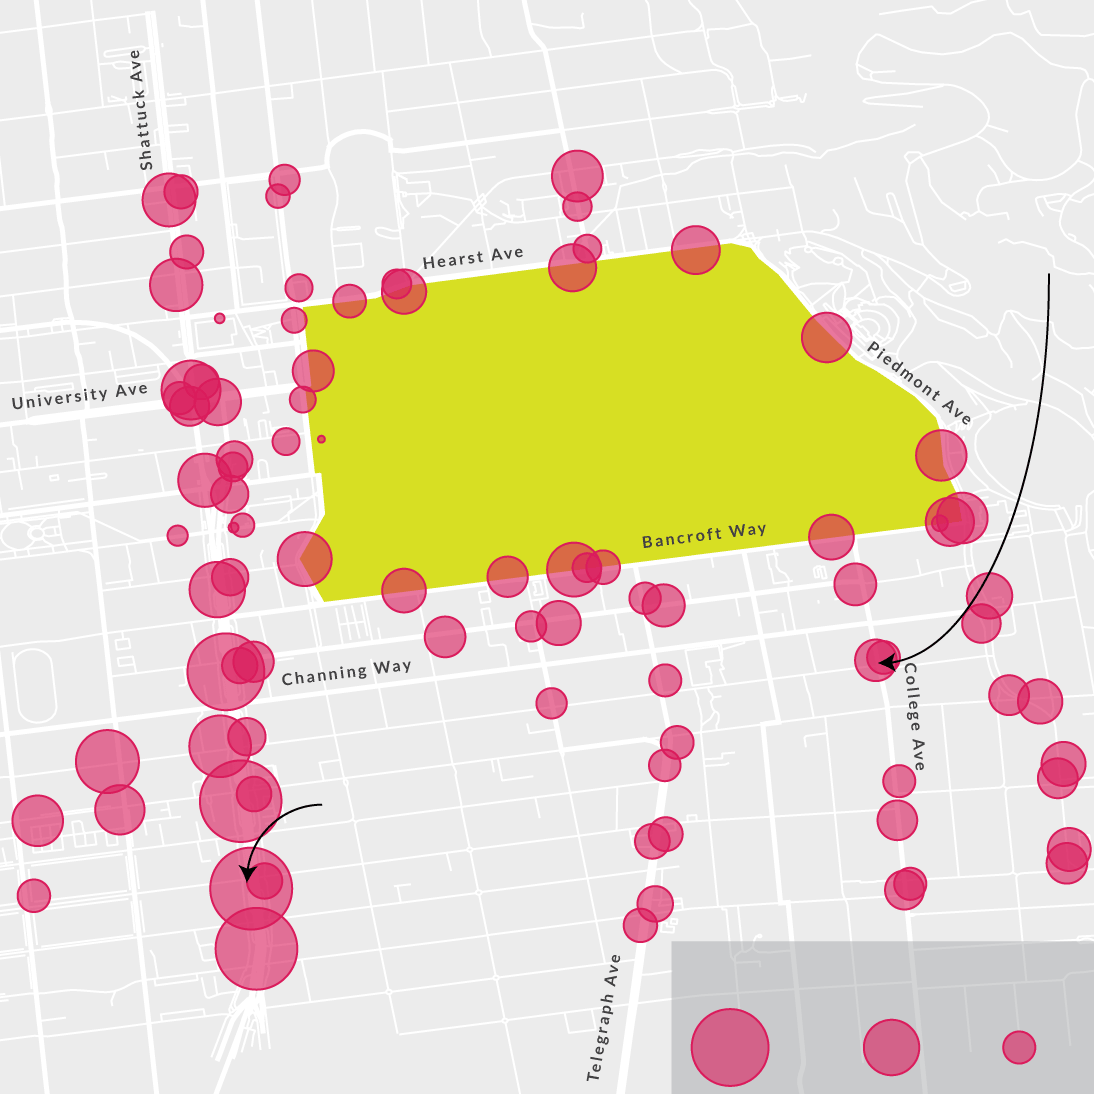 Shattuck Ave
Hearst Ave
Piedmont Ave
University Ave
Bancroft Way
Channing Way
College Ave
Telegraph Ave